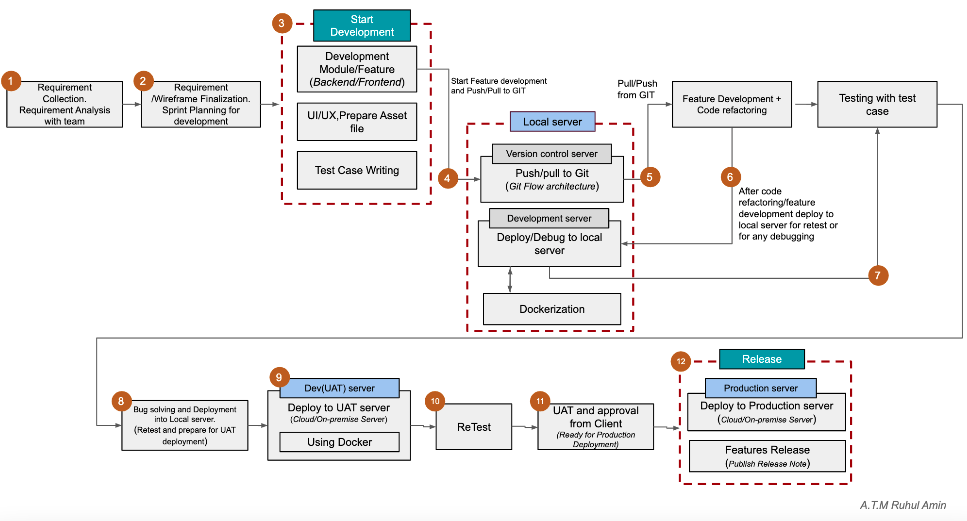 1
Requirement
Collection.
Requirement Analysis
with team
2
Requirement
/Wireframe Finalization.
Sprint Planning for
development
3
Start
Development
Development
Module/Feature
(Backend/Frontend)
UI/UX,Prepare Asset
file
Test Case Writing
Start Feature development
and Push/Pull to GIT
4
Local server
Version control server
Push/pull to Git
(Git Flow architecture)
Development server
Deploy/Debug to local
server
Dockerization
5
Pull/Push
from GIT
Feature Development +
Code refactoring
6
After code
refactoring/feature
development deploy to
local server for retest or
for any debugging
Testing with test
case
7
8
Bug solving and Deployment
into Local server.
(Retest and prepare for UAT
deployment)
9
Dev(UAT) server
Deploy to UAT server
(Cloud/On-premise Server)
Using Docker
10
ReTest
11
UAT and approval
from Client
(Ready for Production
Deployment)
12
Release
Production server
Deploy to Production server
(Cloud/On-premise Server)
Features Release
(Publish Release Note)
A.T.M Ruhul Amin